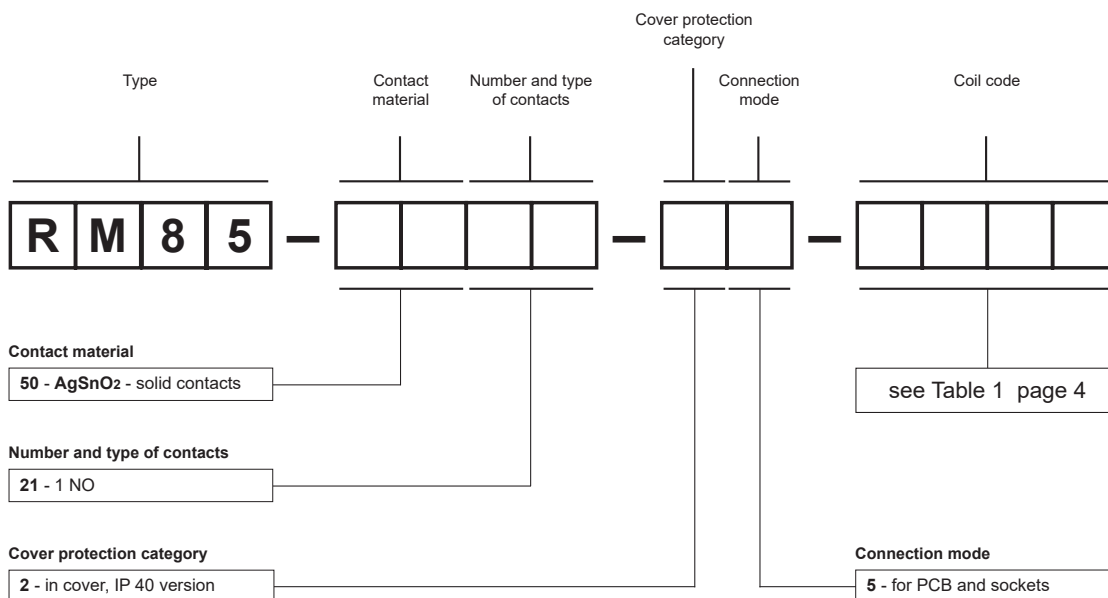 Cover protection
category
Type
Contact
material
Number and type
of contacts
Connection
mode
Coil code
R M 8 5 – – –
Contact material
50 - AgSnO2 - solid contacts
see Table 1 page 4
Number and type of contacts
21 - 1 NO
Cover protection category
2 - in cover, IP 40 version
Connection mode
5 - for PCB and sockets